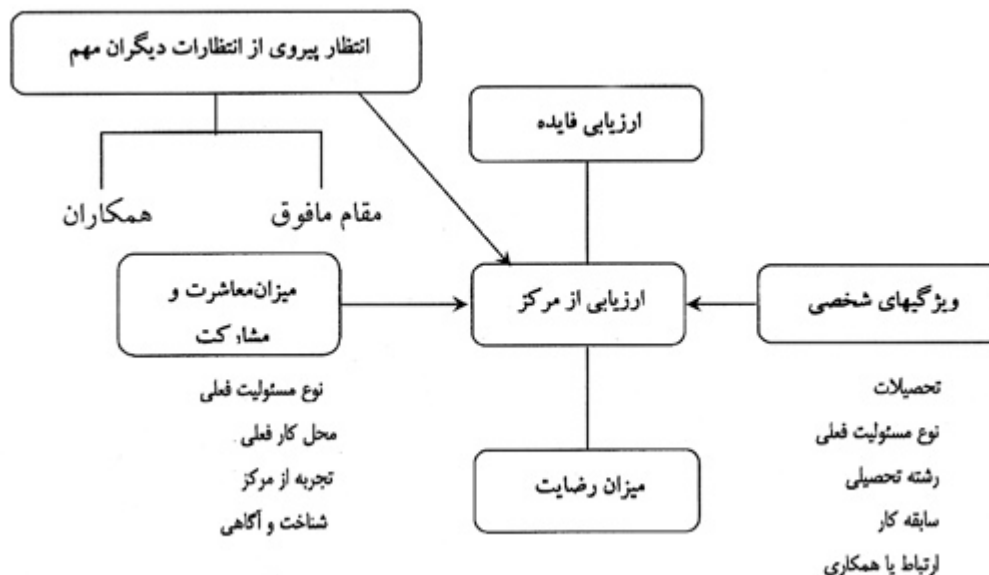 انتظار پیروی از انتظارات دیگران مهم
ارزیابی فایده
مقام مافوق
همکاران
ویژگیهای شخصی
ارزیابی از مرکز
میزان‌معاشرت و
مشارکت
تحصیلات
نوع مسئولیت فعلی
رشته تحصیلی
سابقه کار
ارتباط یا همکاری
نوع مسئولیت فعلی
محل کار فعلی
تجربه از مرکز
شناخت و آگاهی
میزان رضایت